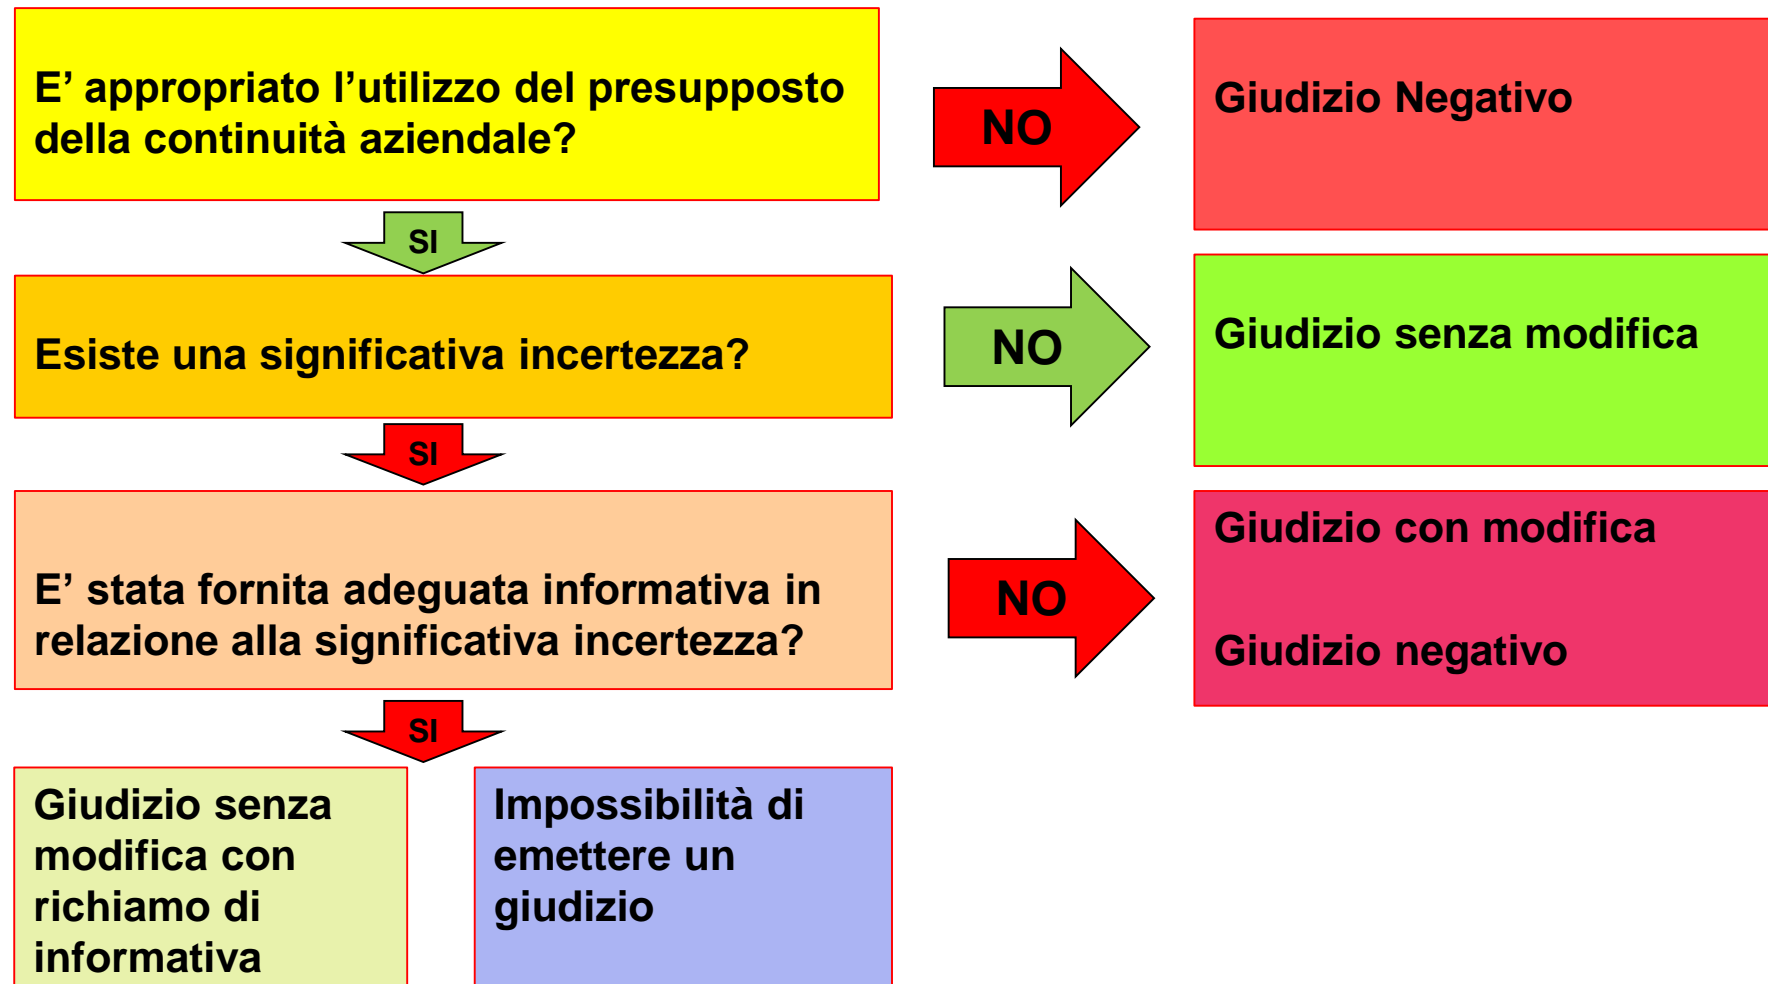 E’ appropriato l’utilizzo del presupposto
della continuità aziendale?
NO
Giudizio Negativo
SI
Esiste una significativa incertezza?
NO
Giudizio senza modifica
SI
E’ stata fornita adeguata informativa in
relazione alla significativa incertezza?
NO
Giudizio con modifica
Giudizio negativo
SI
Giudizio senza
modifica con
richiamo di
informativa
Impossibilità di
emettere un
giudizio